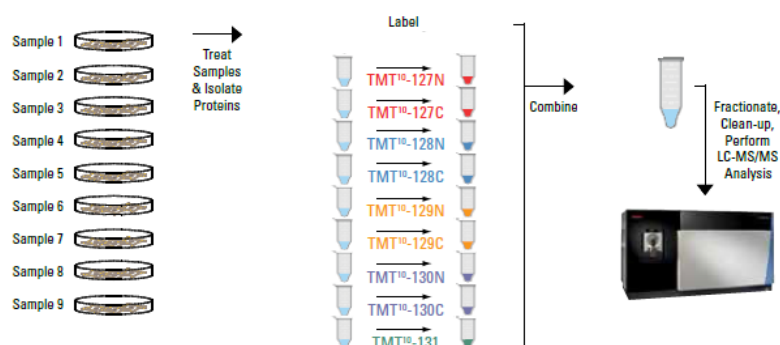 Sample 1
Sample 2
Sample 3
Sample 4
Sample 5
Sample 6
Sample 7
Sample 8
Sample 9
Treat
Samples
& Isolate
Proteins
Label
TMT¹⁰-127N
TMT¹⁰-127C
TMT¹⁰-128N
TMT¹⁰-128C
TMT¹⁰-129N
TMT¹⁰-129C
TMT¹⁰-130N
TMT¹⁰-130C
TMT¹⁰-131
Combine
Fractionate,
Clean-up,
Perform
LC-MS/MS
Analysis